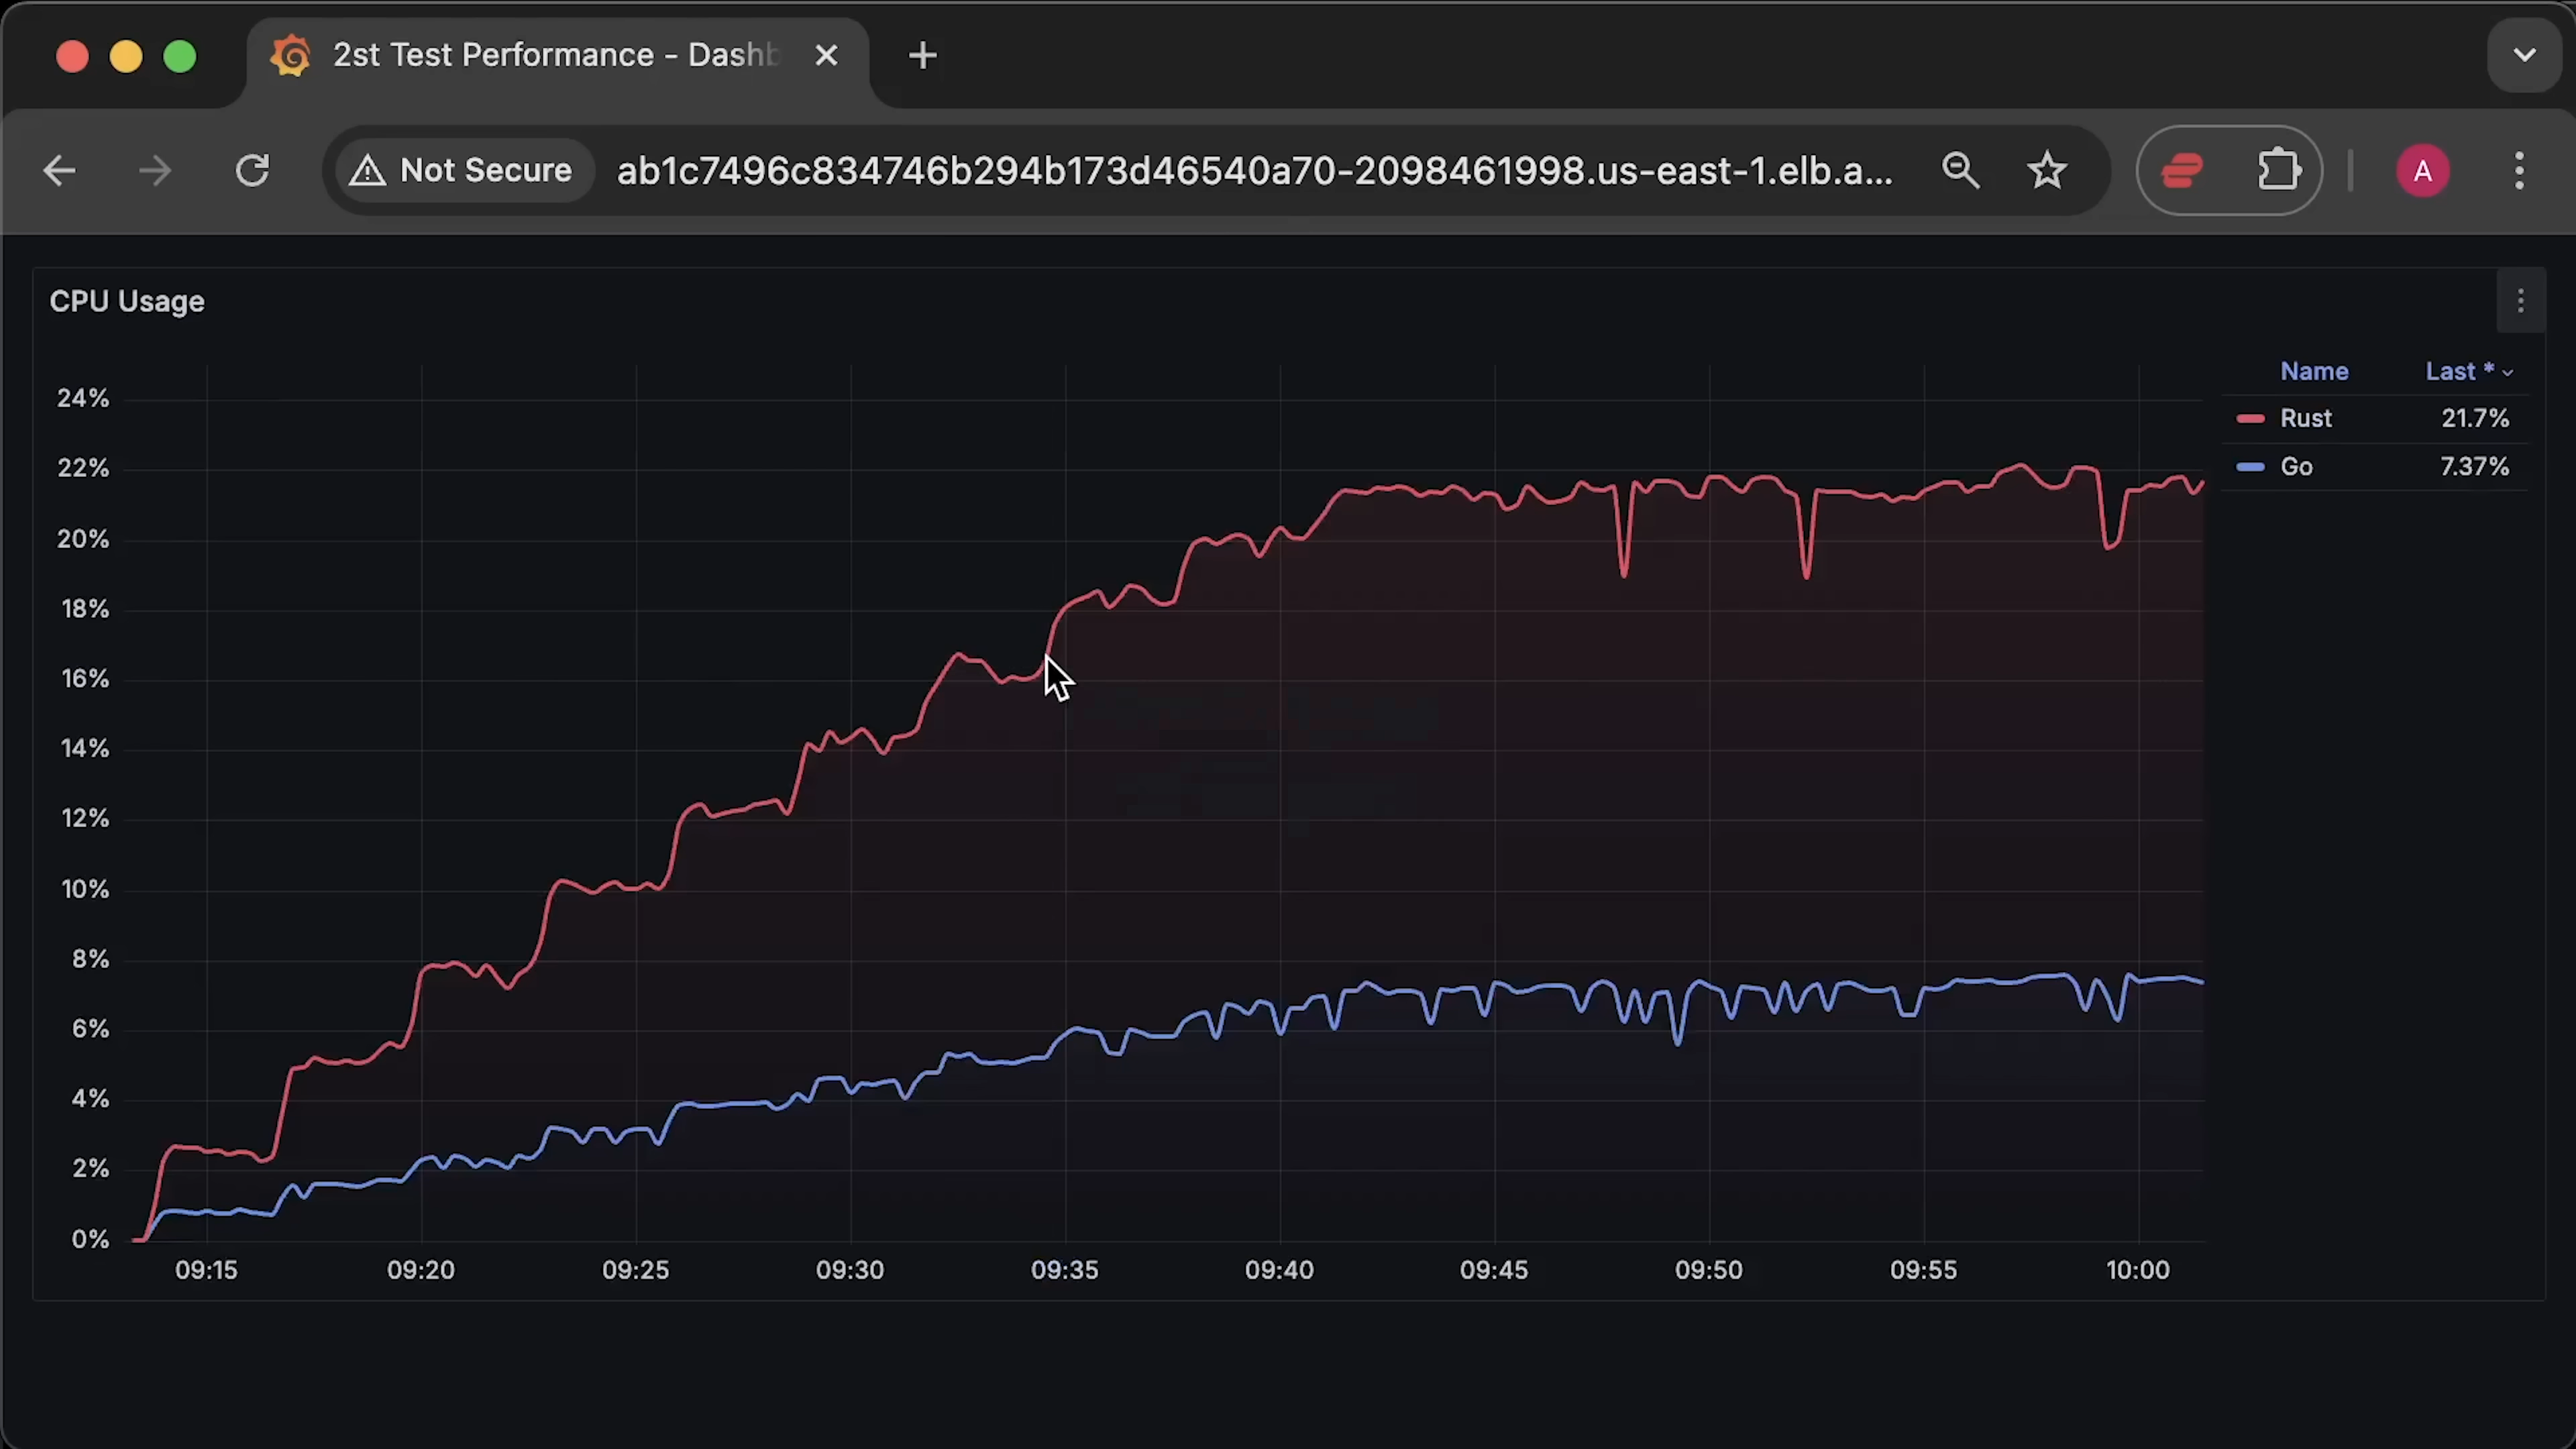 2st Test Performance - Dashb
Not Secure
ab1c7496c834746b294b173d46540a70-2098461998.us-east-1.elb.a...
A
CPU Usage
Name Last *
Rust 21.7%
Go 7.37%
24%
22%
20%
18%
16%
14%
12%
10%
8%
6%
4%
2%
0%
09:15 09:20 09:25 09:30 09:35 09:40 09:45 09:50 09:55 10:00